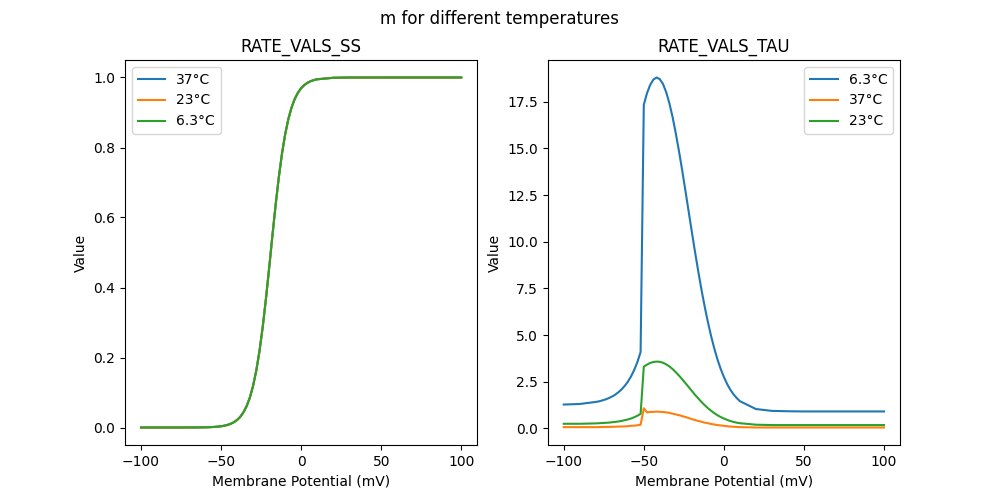 m for different temperatures
RATE_VALS_SS
1.0
0.8
0.6
0.4
0.2
0.0
Value
−100
−50
0
50
100
Membrane Potential (mV)
37°C
23°C
6.3°C
RATE_VALS_TAU
17.5
15.0
12.5
10.0
7.5
5.0
2.5
0.0
Value
−100
−50
0
50
100
Membrane Potential (mV)
6.3°C
37°C
23°C